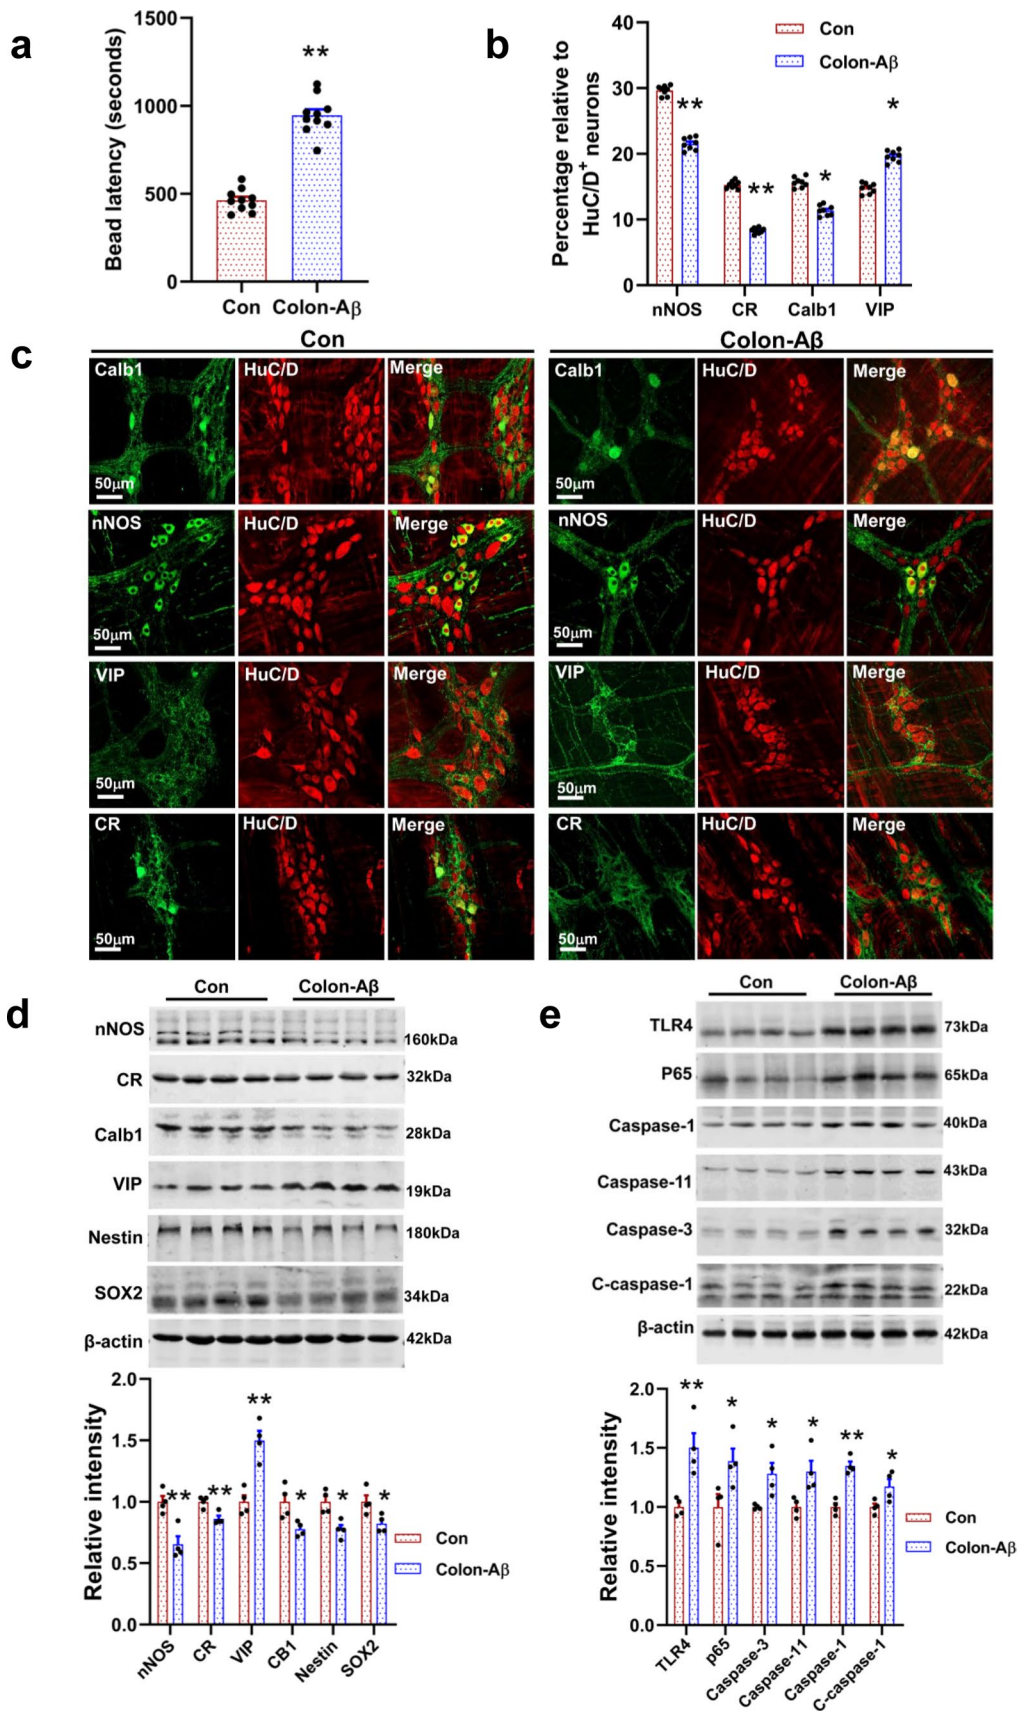 a
Bead latency (seconds)
1500
1000
500
0
**
Con Colon-Aβ
b
Percentage relative to
HuC/D+ neurons
40
30
20
10
0
Con
Colon-Aβ
**
**
*
*
nNOS CR Calb1 VIP
c
Con Colon-Aβ
Calb1 HuC/D Merge Calb1 HuC/D Merge
50μm 50μm
nNOS HuC/D Merge nNOS HuC/D Merge
50μm 50μm
VIP HuC/D Merge VIP HuC/D Merge
50μm 50μm
CR HuC/D Merge CR HuC/D Merge
50μm 50μm
d
Con Colon-Aβ
nNOS 160kDa
CR 32kDa
Calb1 28kDa
VIP 19kDa
Nestin 180kDa
SOX2 34kDa
β-actin 42kDa
Relative intensity
2.0
1.5
1.0
0.5
0.0
** ** ** * * *
Con
Colon-Aβ
nNOS CR VIP CB1 Nestin SOX2
e
Con Colon-Aβ
TLR4 73kDa
P65 65kDa
Caspase-1 40kDa
Caspase-11 43kDa
Caspase-3 32kDa
C-caspase-1 22kDa
β-actin 42kDa
Relative intensity
2.0
1.5
1.0
0.5
0.0
** * * * ** *
Con
Colon-Aβ
TLR4 p65 Caspase-3 Caspase-11 Caspase-1 C-caspase-1